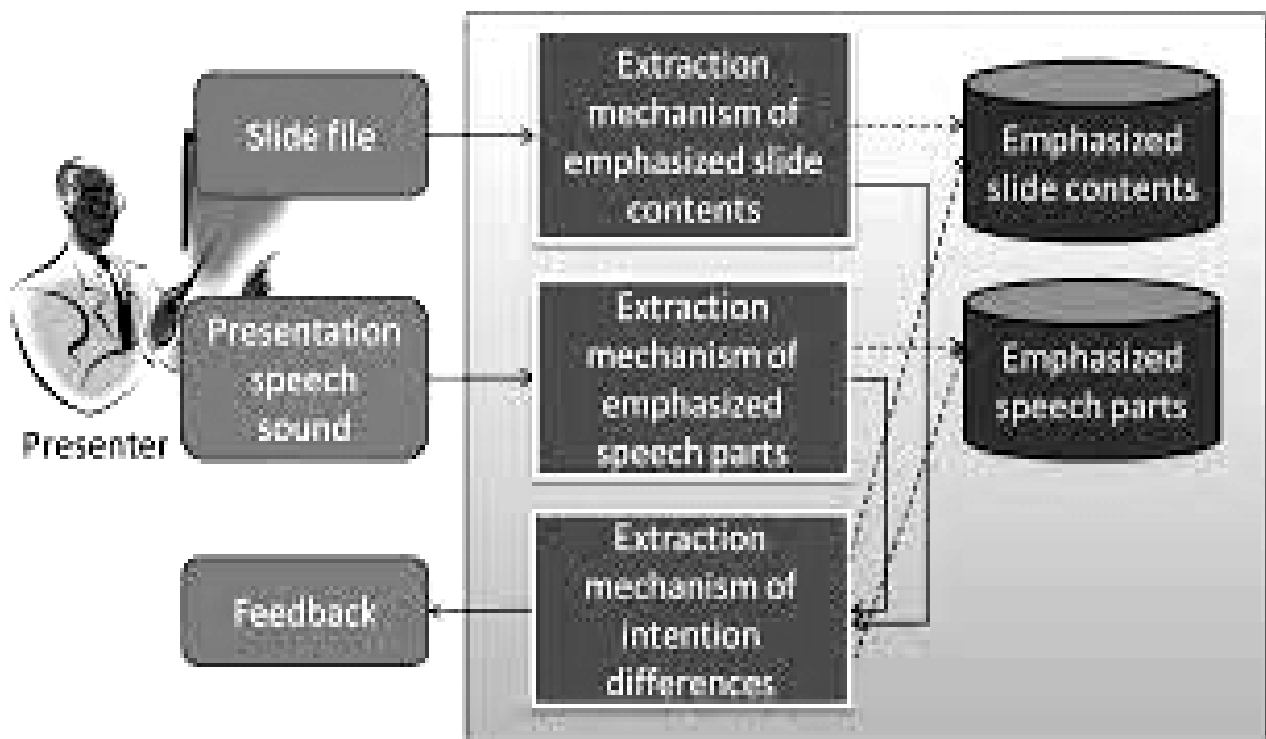 Slide file
Extraction
mechanism of
emphasized slide
contents
Emphasized
slide contents
Presenter
Presentation
speech
sound
Extraction
mechanism of
emphasized
speech parts
Emphasized
speech parts
Feedback
Extraction
mechanism of
intention
differences